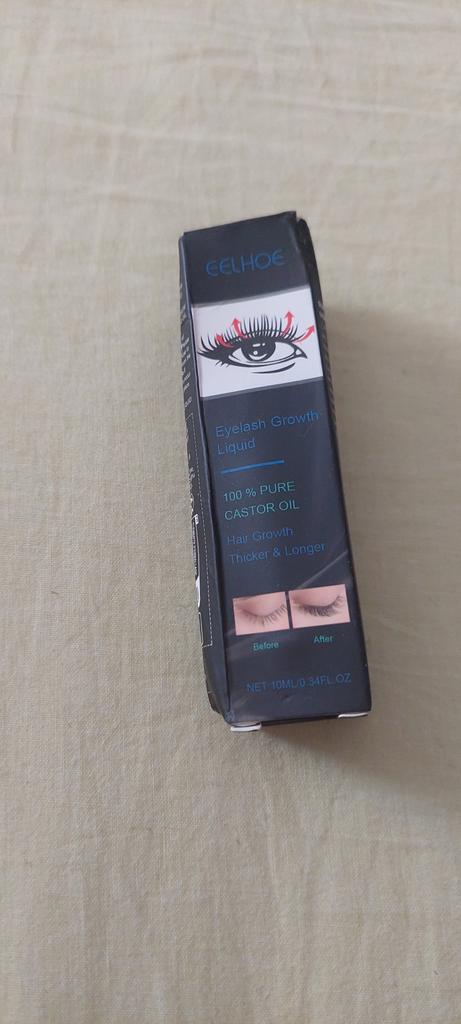 EELHOE
Eyelash Growth
Liquid
100 % PURE
CASTOR OIL
Hair Growth
Thicker & Longer
Before
After
NET 10ML/0.34FL.OZ